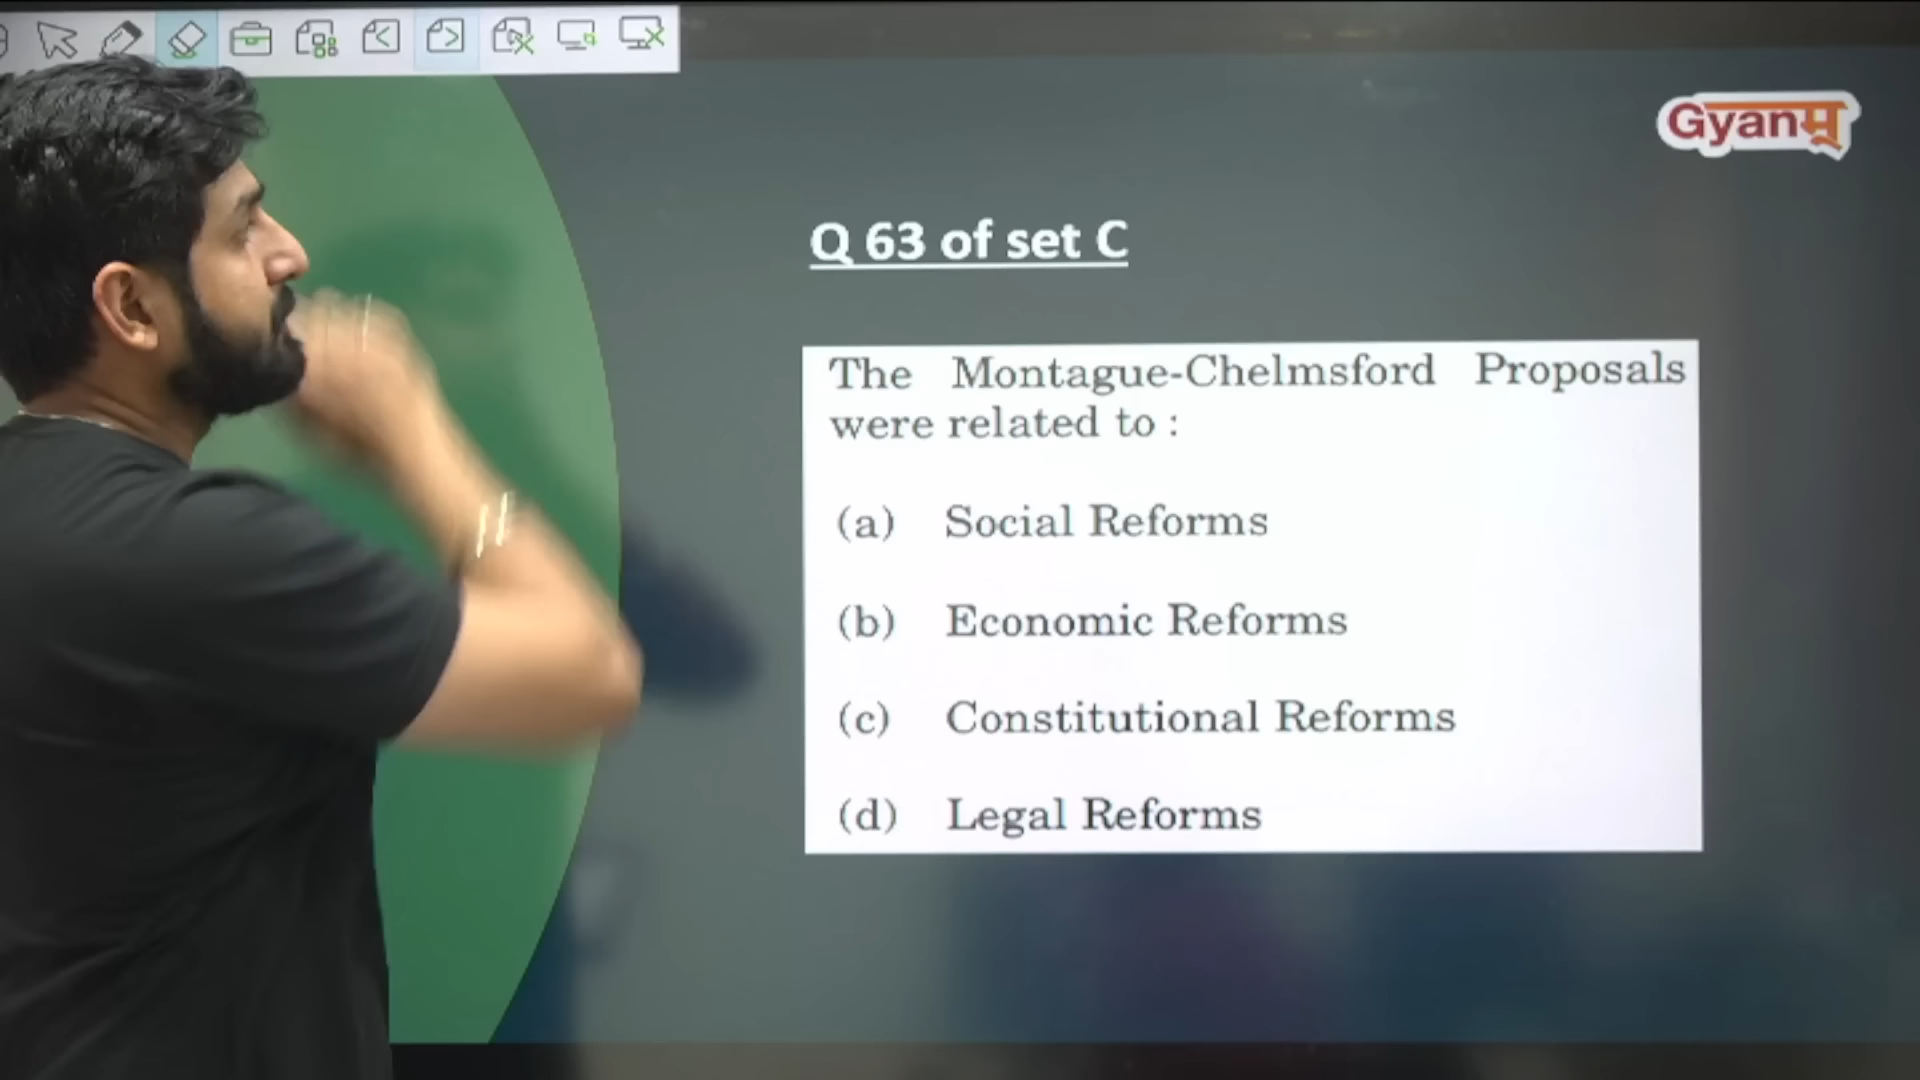 Gyanम्
Q 63 of set C
The Montague-Chelmsford Proposals
were related to :
(a) Social Reforms
(b) Economic Reforms
(c) Constitutional Reforms
(d) Legal Reforms